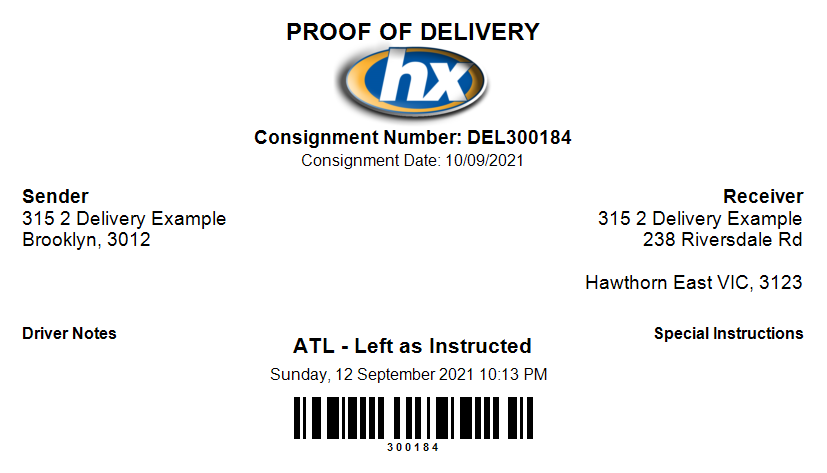 PROOF OF DELIVERY
hx
Consignment Number: DEL300184
Consignment Date: 10/09/2021
Sender
315 2 Delivery Example
Brooklyn, 3012
Receiver
315 2 Delivery Example
238 Riversdale Rd
Hawthorn East VIC, 3123
Driver Notes
Special Instructions
ATL - Left as Instructed
Sunday, 12 September 2021 10:13 PM
300184